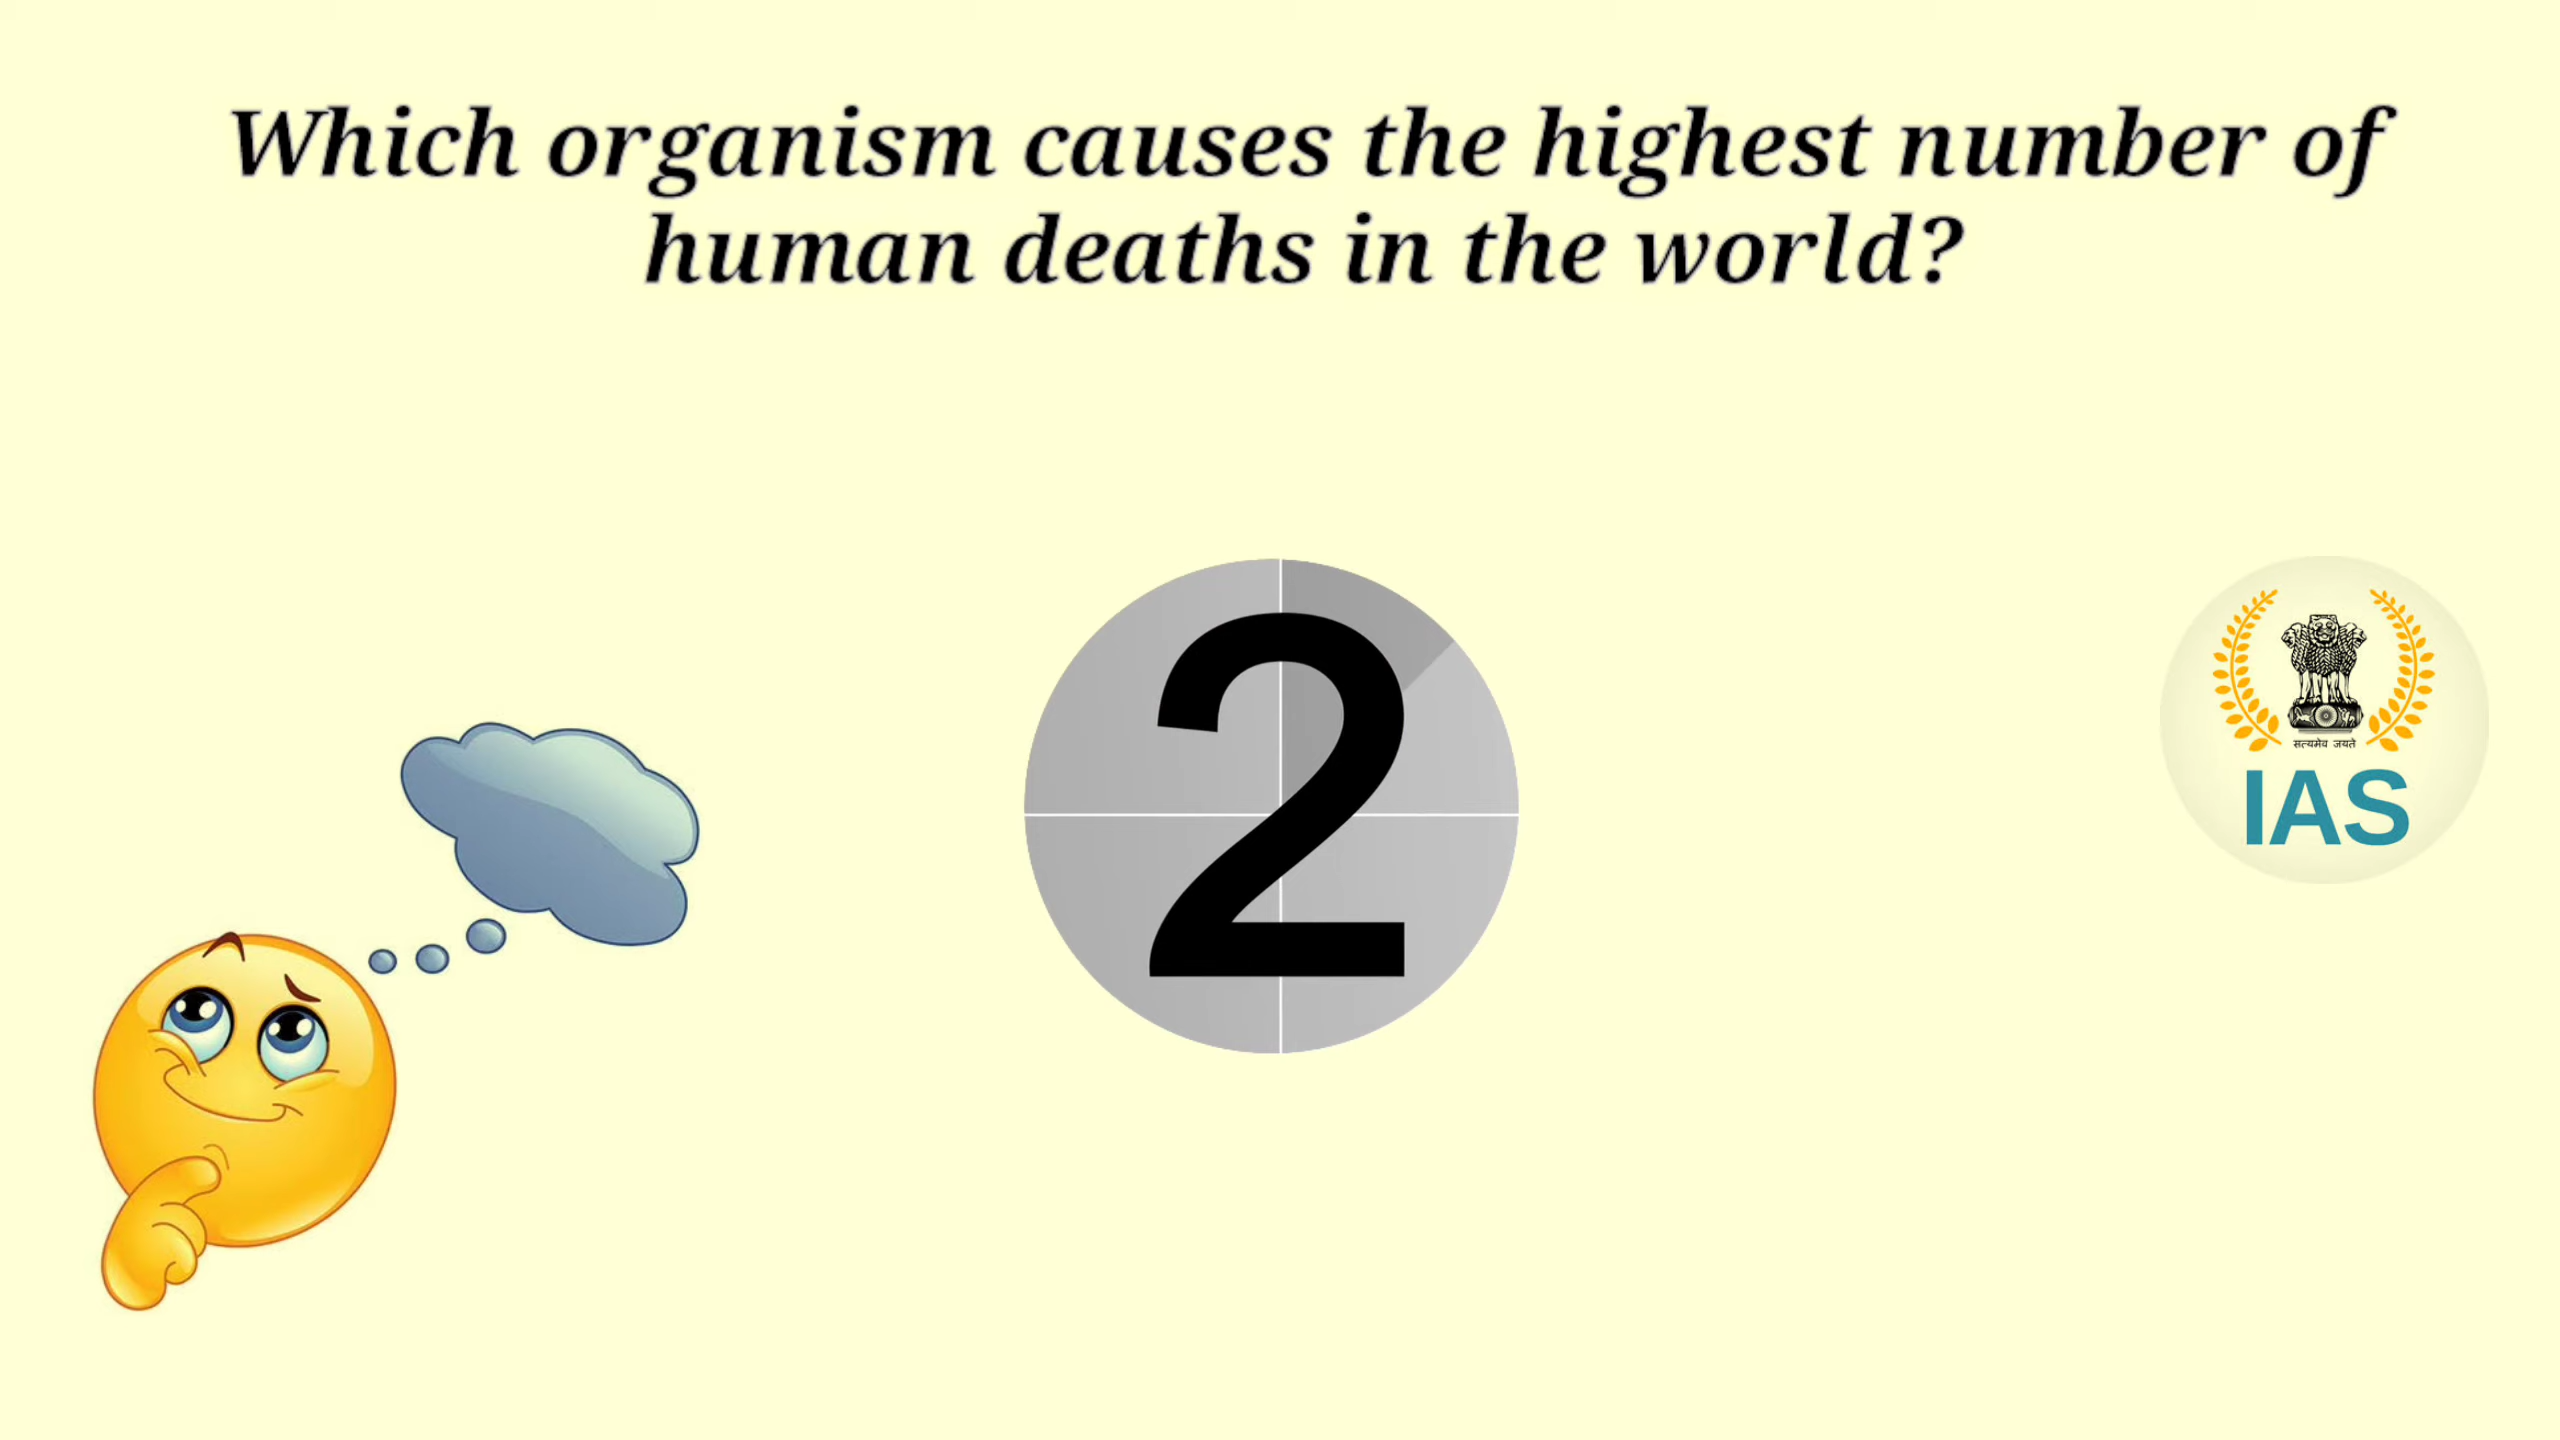 Which organism causes the highest number of
human deaths in the world?
2
सत्यमेव जयते
IAS